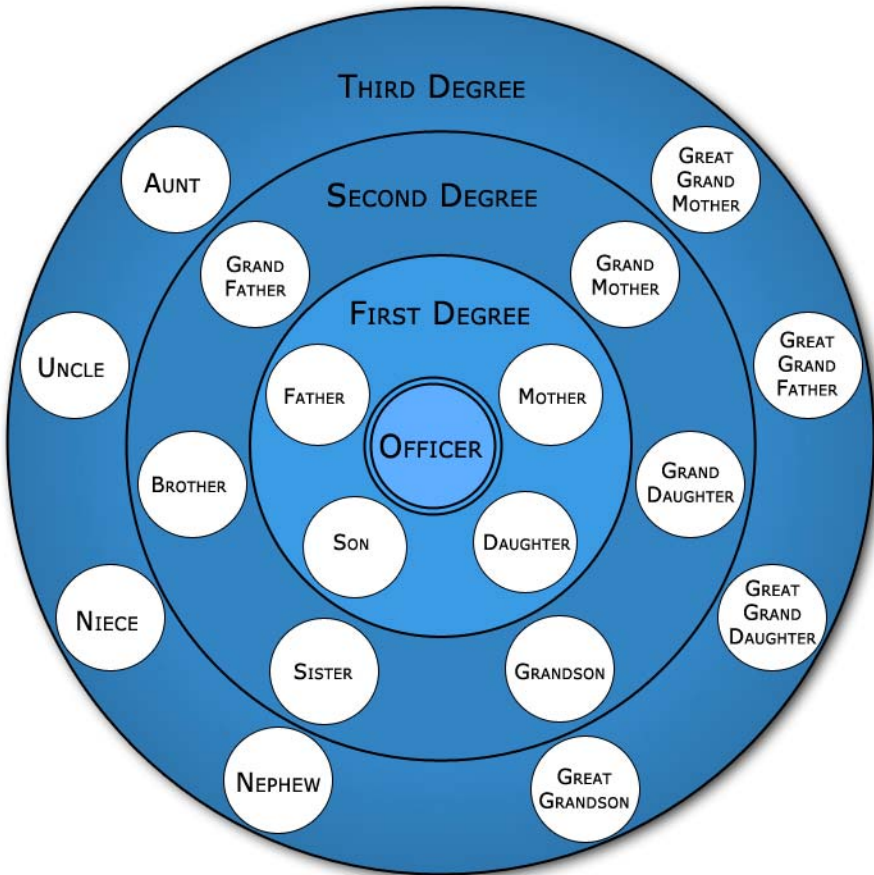 THIRD DEGREE
AUNT
GREAT
GRAND
MOTHER
SECOND DEGREE
GRAND
FATHER
GRAND
MOTHER
FIRST DEGREE
UNCLE
GREAT
GRAND
FATHER
FATHER
MOTHER
OFFICER
BROTHER
GRAND
DAUGHTER
SON
DAUGHTER
NIECE
GREAT
GRAND
DAUGHTER
SISTER
GRANDSON
NEPHEW
GREAT
GRANDSON